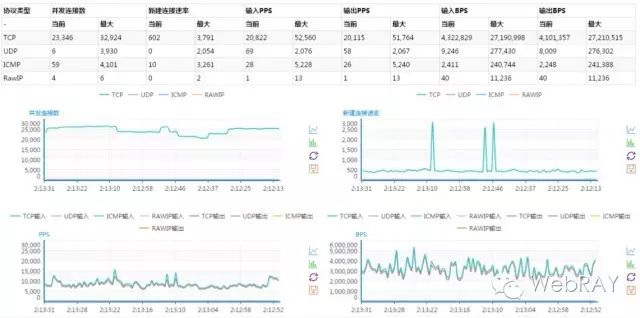 协议类型 并发连接数 新建连接速率 输入PPS 输出PPS 输入BPS 输出BPS
当前 最大 当前 最大 当前 最大 当前 最大 当前 最大 当前 最大
TCP 23,346 32,924 602 3,791 20,822 52,560 20,115 51,764 4,322,829 27,190,998 4,101,357 27,210,515
UDP 6 3,930 0 2,054 69 2,076 58 2,067 9,246 277,430 8,009 276,302
ICMP 59 4,101 10 3,261 28 5,228 26 5,240 2,411 240,744 2,248 241,388
RawIP 4 6 0 2 1 13 1 13 40 11,236 40 11,236
TCP UDP ICMP RAWIP
TCP UDP ICMP RAWIP
并发连接数
30,000
25,000
20,000
15,000
10,000
5,000
0
2:13:31 2:13:22 2:13:10 2:12:58 2:12:46 2:13:04 2:12:25 2:12:13
新建连接速率
3,000
2,500
2,000
1,500
1,000
500
0
2:13:31 2:13:22 2:13:10 2:12:58 2:12:46 2:12:37 2:12:25 2:12:13
TCP输入 UDP输入 ICMP输入 RAWIP输入 TCP输出 UDP输出 ICMP输出
RAWIP输出
TCP输入 UDP输入 ICMP输入 RAWIP输入 TCP输出 UDP输出 ICMP输出
RAWIP输出
PPS
30,000
25,000
20,000
15,000
10,000
5,000
0
2:13:31 2:13:25 2:13:19 2:13:13 2:13:10 2:13:04 2:12:58 2:12:52
BPS
6,000,000
5,000,000
4,000,000
3,000,000
2,000,000
1,000,000
0
2:13:31 2:13:25 2:13:19 2:13:13 2:13:10 2:13:04 2:12:58 2:12:52
WebRAY